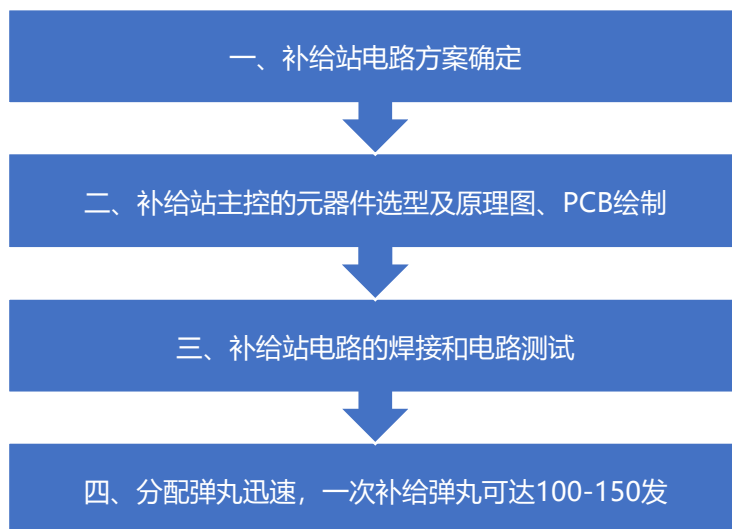 一、补给站电路方案确定
二、补给站主控的元器件选型及原理图、PCB绘制
三、补给站电路的焊接和电路测试
四、分配弹丸迅速，一次补给弹丸可达100-150发